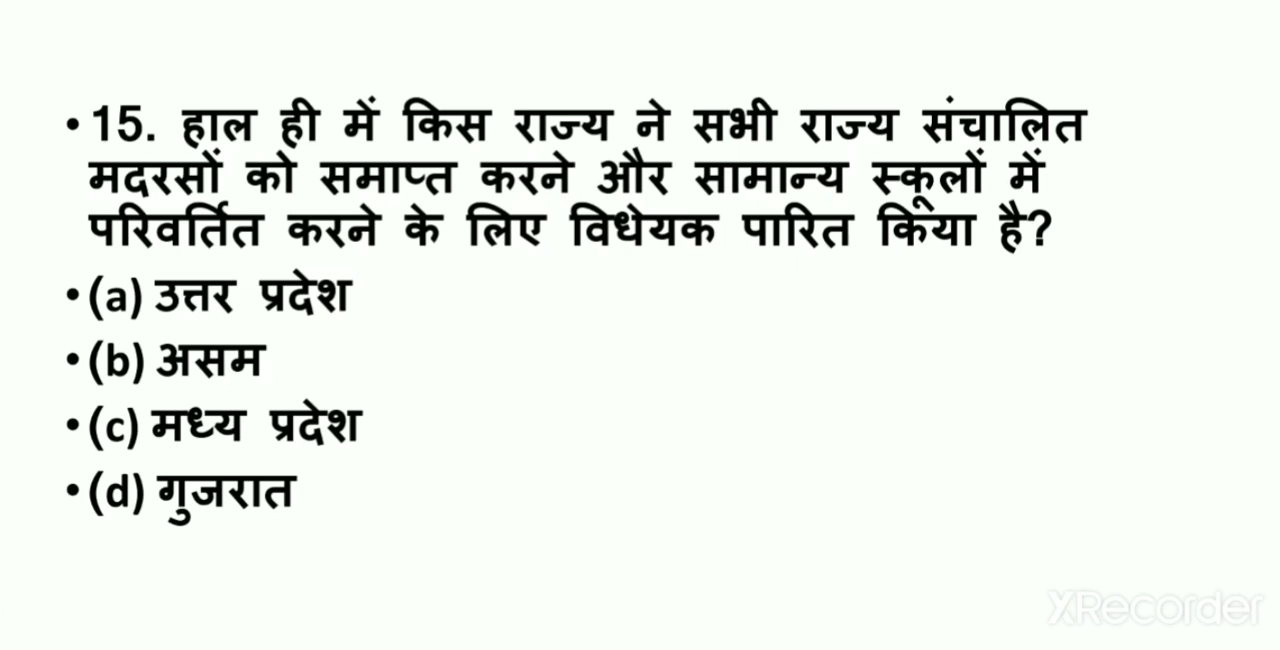 • 15. हाल ही में किस राज्य ने सभी राज्य संचालित
मदरसों को समाप्त करने और सामान्य स्कूलों में
परिवर्तित करने के लिए विधेयक पारित किया है?
• (a) उत्तर प्रदेश
• (b) असम
• (c) मध्य प्रदेश
• (d) गुजरात
XRecorder